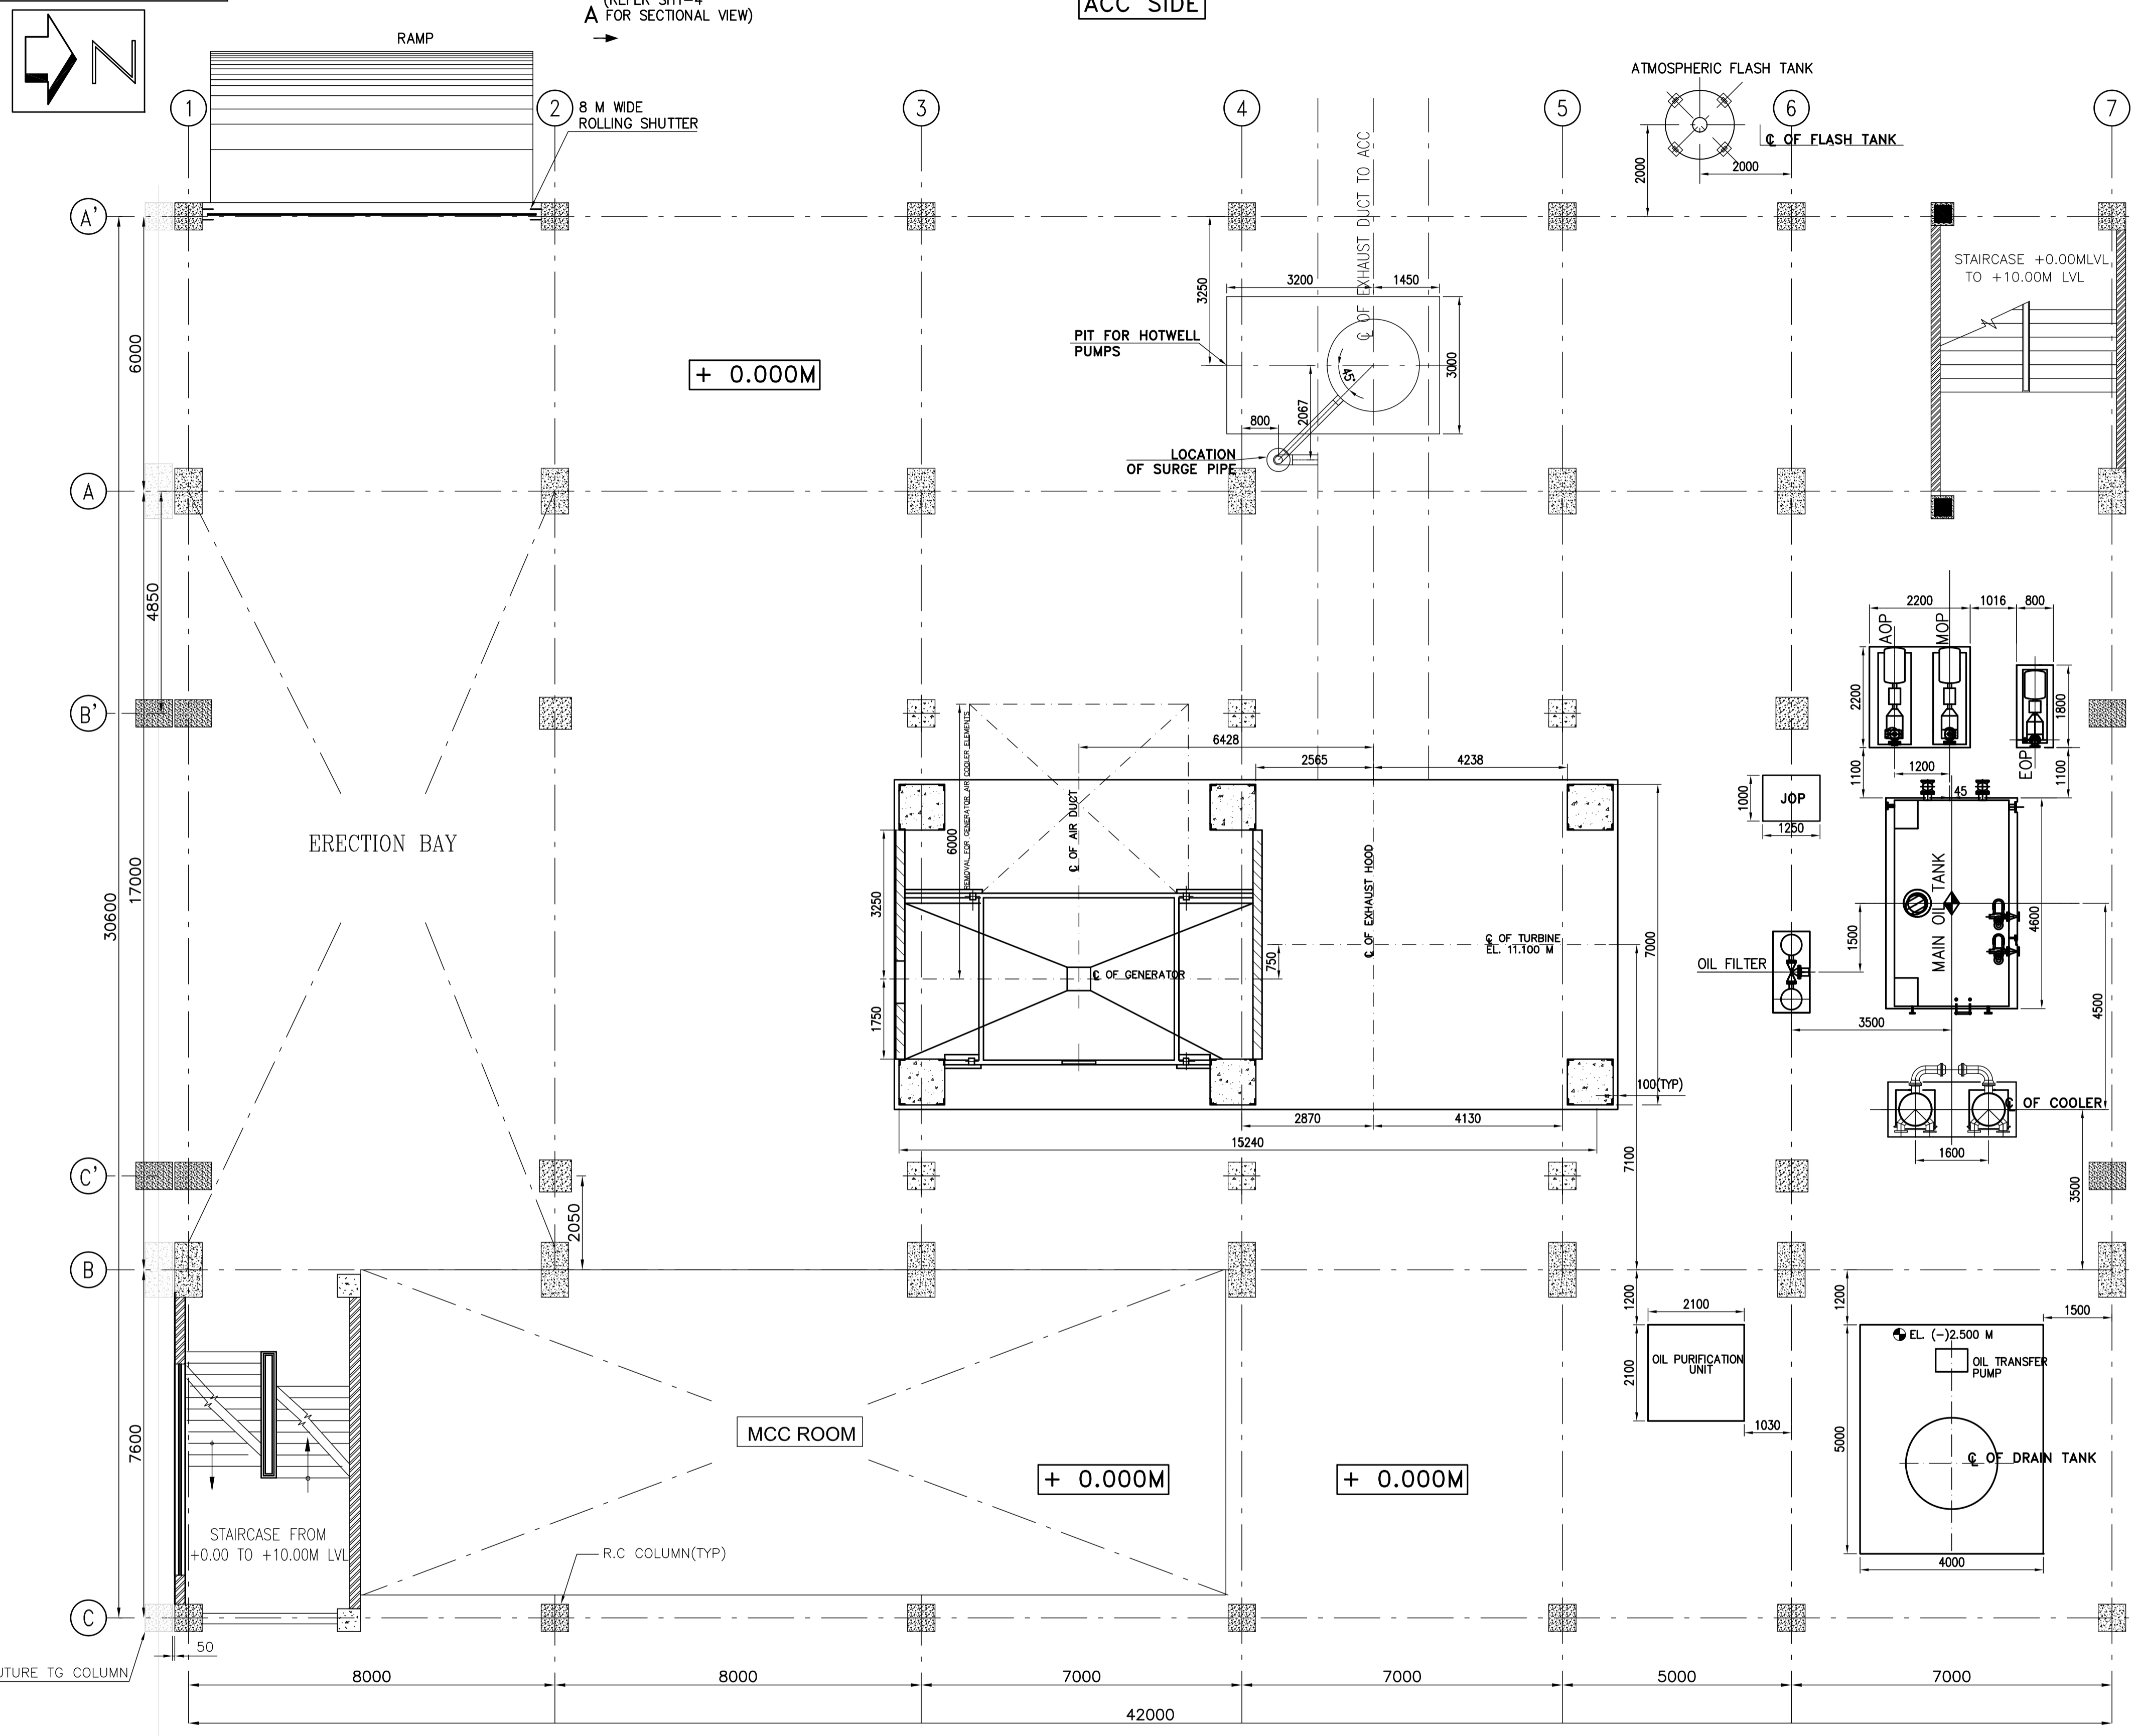 (REFER SHT-4
A FOR SECTIONAL VIEW)
ACC SIDE
N
RAMP
ATMOSPHERIC FLASH TANK
1
2
3
4
5
6
7
8 M WIDE
ROLLING SHUTTER
℄ OF FLASH TANK
2000
2000
℄ OF EXHAUST DUCT TO ACC
A'
STAIRCASE +0.00MLVL
TO +10.00M LVL
3250
3200
1450
PIT FOR HOTWELL
PUMPS
3000
45°
6000
+ 0.000M
2067
800
LOCATION
OF SURGE PIPE
A
4850
2200
1016
800
AOP
MOP
2200
1800
EOP
B'
1100
1200
1100
6428
2565
4238
REMOVAL FOR GENERATOR AIR COOLER ELEMENTS
6000
℄ OF AIR DUCT
JOP
1000
1250
45
ERECTION BAY
17000
30600
3250
1750
℄ OF EXHAUST HOOD
℄ OF TURBINE
EL. 11.100 M
7000
750
℄ OF GENERATOR
MAIN OIL TANK
4600
1500
OIL FILTER
4500
3500
100(TYP)
2870
4130
15240
7100
℄ OF COOLER
1600
3500
C'
2050
B
1200
2100
1200
1500
OIL PURIFICATION
UNIT
2100
1030
EL. (-)2.500 M
OIL TRANSFER
PUMP
5000
℄ OF DRAIN TANK
4000
7600
MCC ROOM
+ 0.000M
+ 0.000M
STAIRCASE FROM
+0.00 TO +10.00M LVL
R.C COLUMN(TYP)
C
50
UTURE TG COLUMN
8000
8000
7000
7000
5000
7000
42000